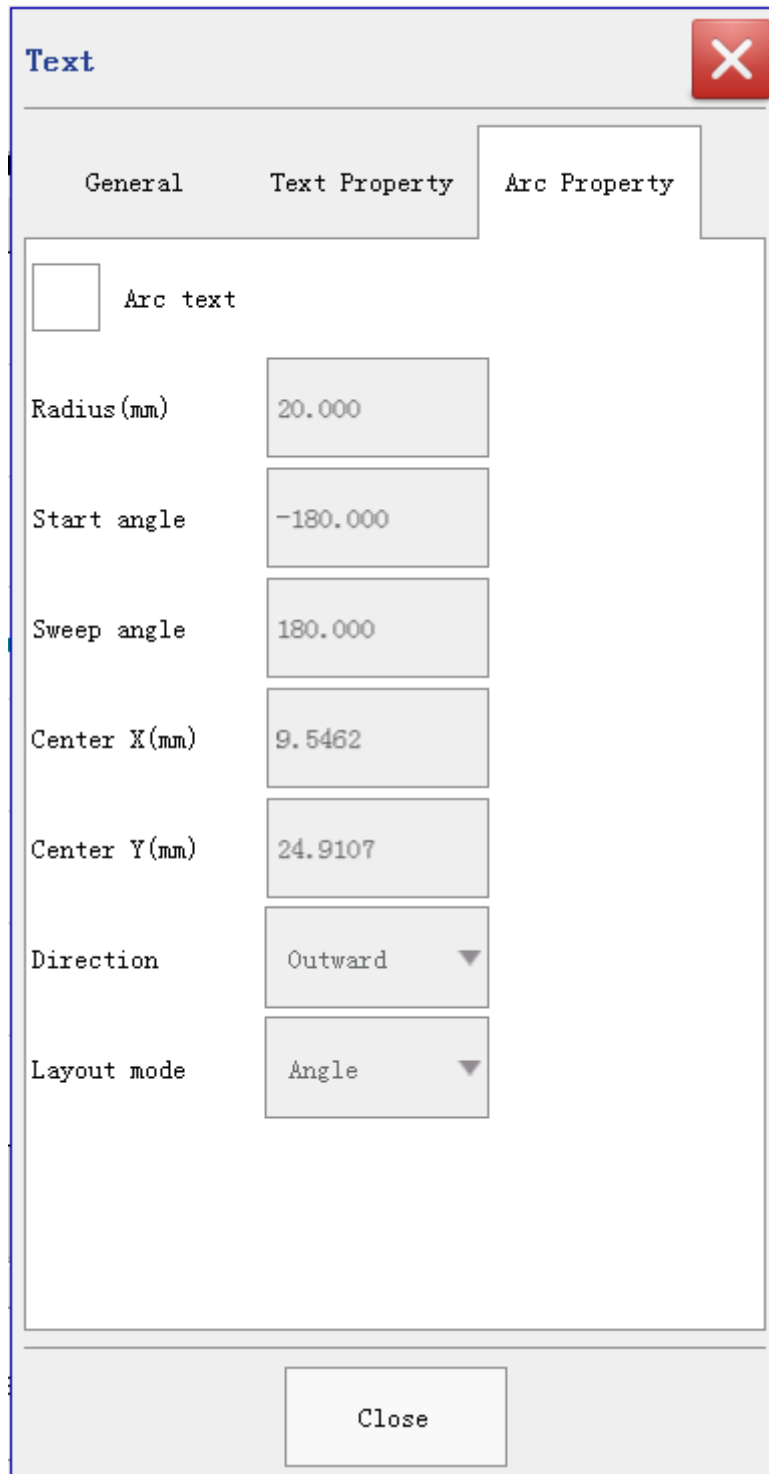 Text
General Text Property Arc Property
Arc text
Radius(mm) 20.000
Start angle -180.000
Sweep angle 180.000
Center X(mm) 9.5462
Center Y(mm) 24.9107
Direction Outward
Layout mode Angle
Close